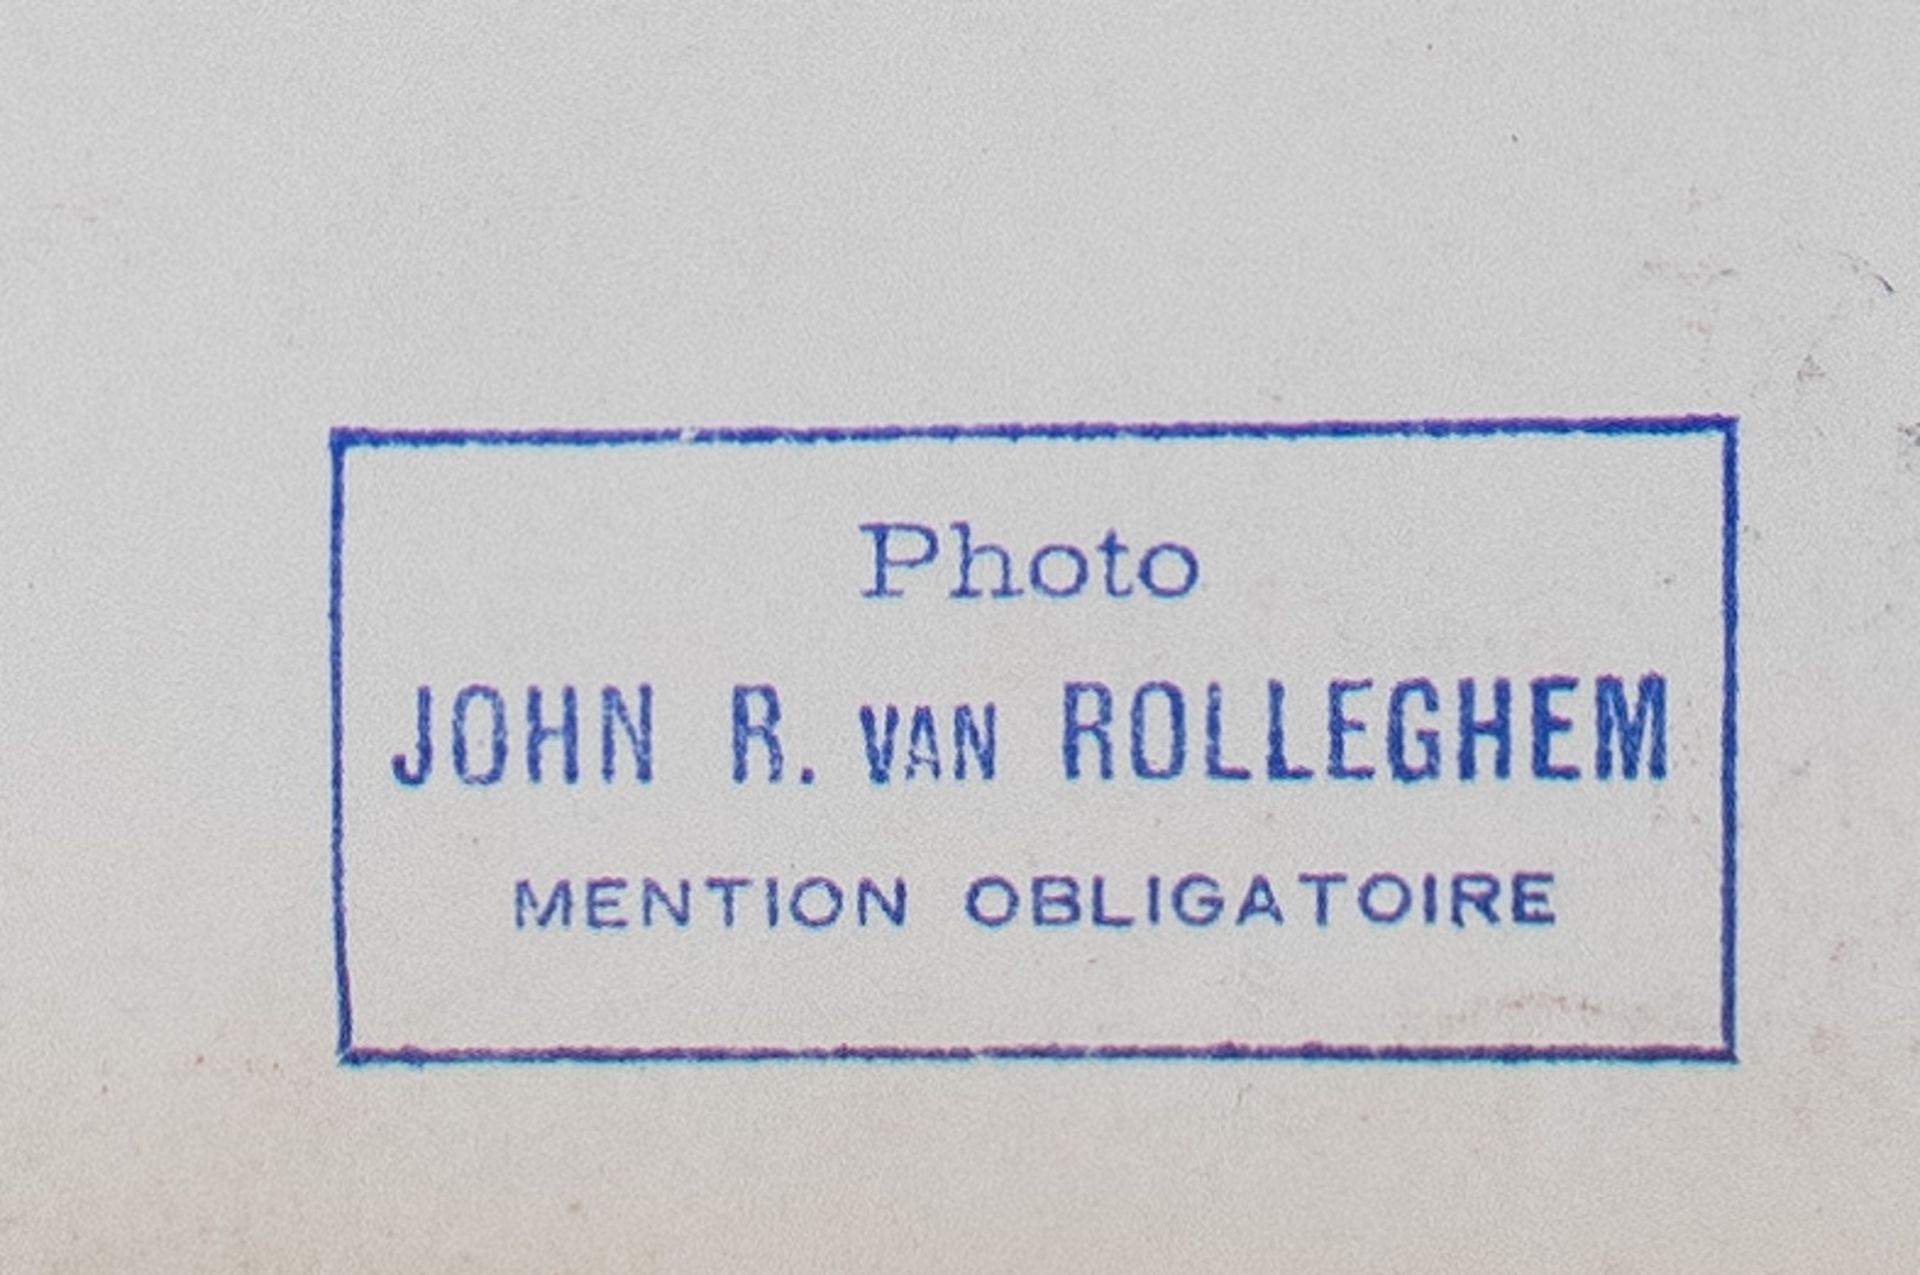 Photo
JOHN R. VAN ROLLEGHEM
MENTION OBLIGATOIRE